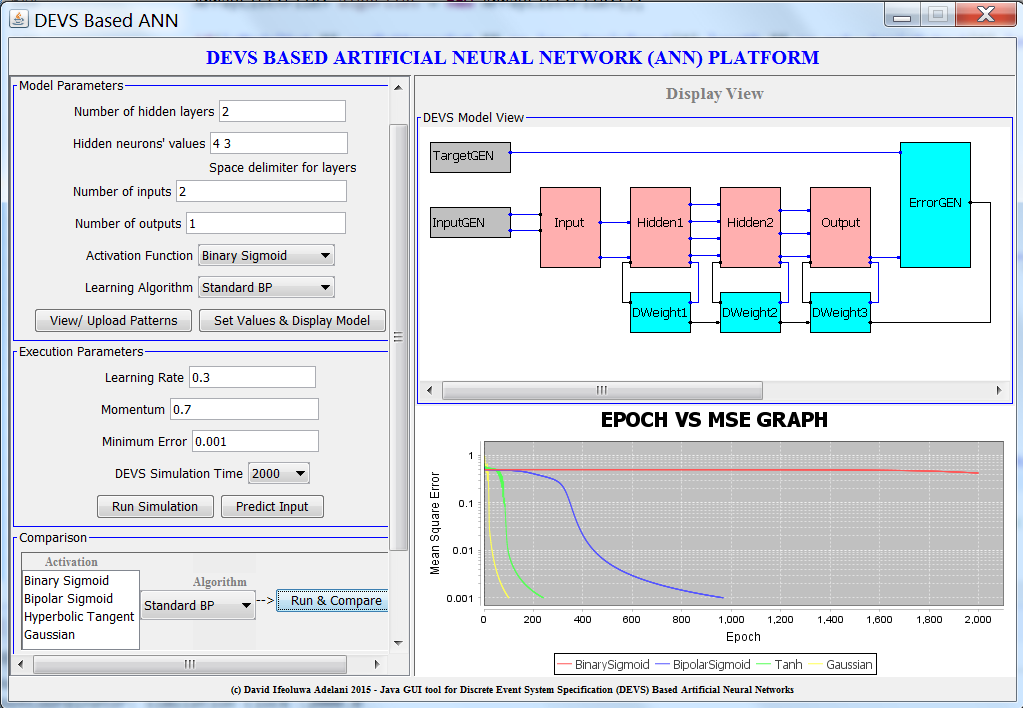 DEVS Based ANN
DEVS BASED ARTIFICIAL NEURAL NETWORK (ANN) PLATFORM
Model Parameters
Number of hidden layers 2
Hidden neurons' values 4 3
Space delimiter for layers
Number of inputs 2
Number of outputs 1
Activation Function Binary Sigmoid
Learning Algorithm Standard BP
View/ Upload Patterns Set Values & Display Model
Execution Parameters
Learning Rate 0.3
Momentum 0.7
Minimum Error 0.001
DEVS Simulation Time 2000
Run Simulation Predict Input
Comparison
Activation
Binary Sigmoid
Bipolar Sigmoid
Hyperbolic Tangent
Gaussian
Algorithm
Standard BP
-->
Run & Compare
Display View
DEVS Model View
TargetGEN
InputGEN
Input
Hidden1
Hidden2
Output
ErrorGEN
DWeight1
DWeight2
DWeight3
EPOCH VS MSE GRAPH
Mean Square Error
1
0.1
0.01
0.001
0 200 400 600 800 1,000 1,200 1,400 1,600 1,800 2,000
Epoch
BinarySigmoid BipolarSigmoid Tanh Gaussian
(c) David Ifeoluwa Adelani 2015 - Java GUI tool for Discrete Event System Specification (DEVS) Based Artificial Neural Networks